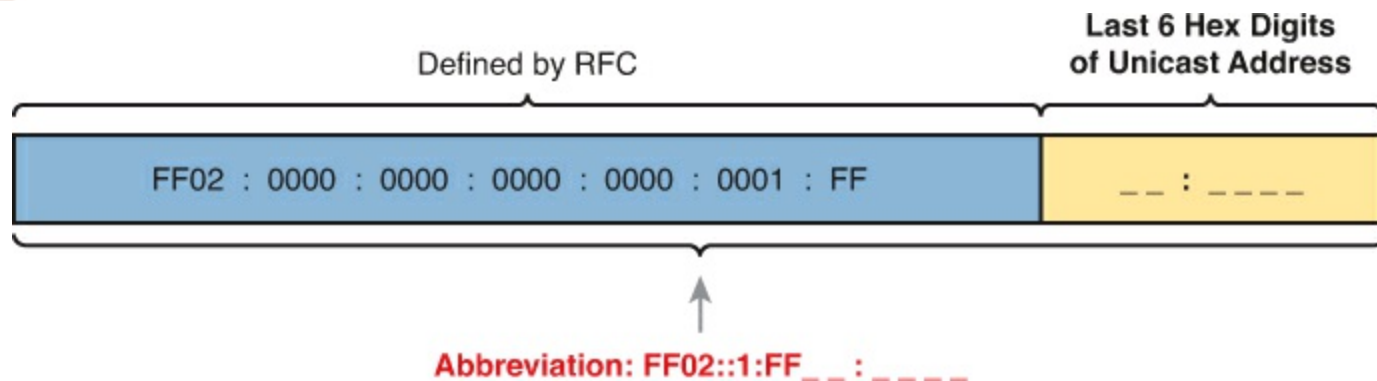 Last 6 Hex Digits
Defined by RFC
of Unicast Address
FF02 : 0000 : 0000 : 0000 : 0000 : 0001 : FF
_ _ : _ _ _ _
Abbreviation: FF02::1:FF_ _ : _ _ _ _